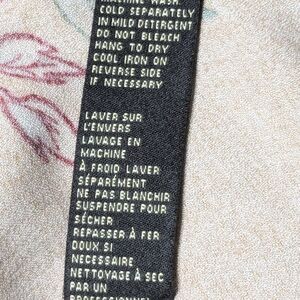 MACHINE WASH
COLD SEPARATELY
IN MILD DETERGENT
DO NOT BLEACH
HANG TO DRY
COOL IRON ON
REVERSE SIDE
IF NECESSARY
LAVER SUR
L'ENVERS
LAVAGE EN
MACHINE
À FROID LAVER
SÉPARÉMENT
NE PAS BLANCHIR
SUSPENDRE POUR
SÉCHER
REPASSER À FER
DOUX SI
NECESSAIRE
NETTOYAGE À SEC
PAR UN
PROFESSIONNEL